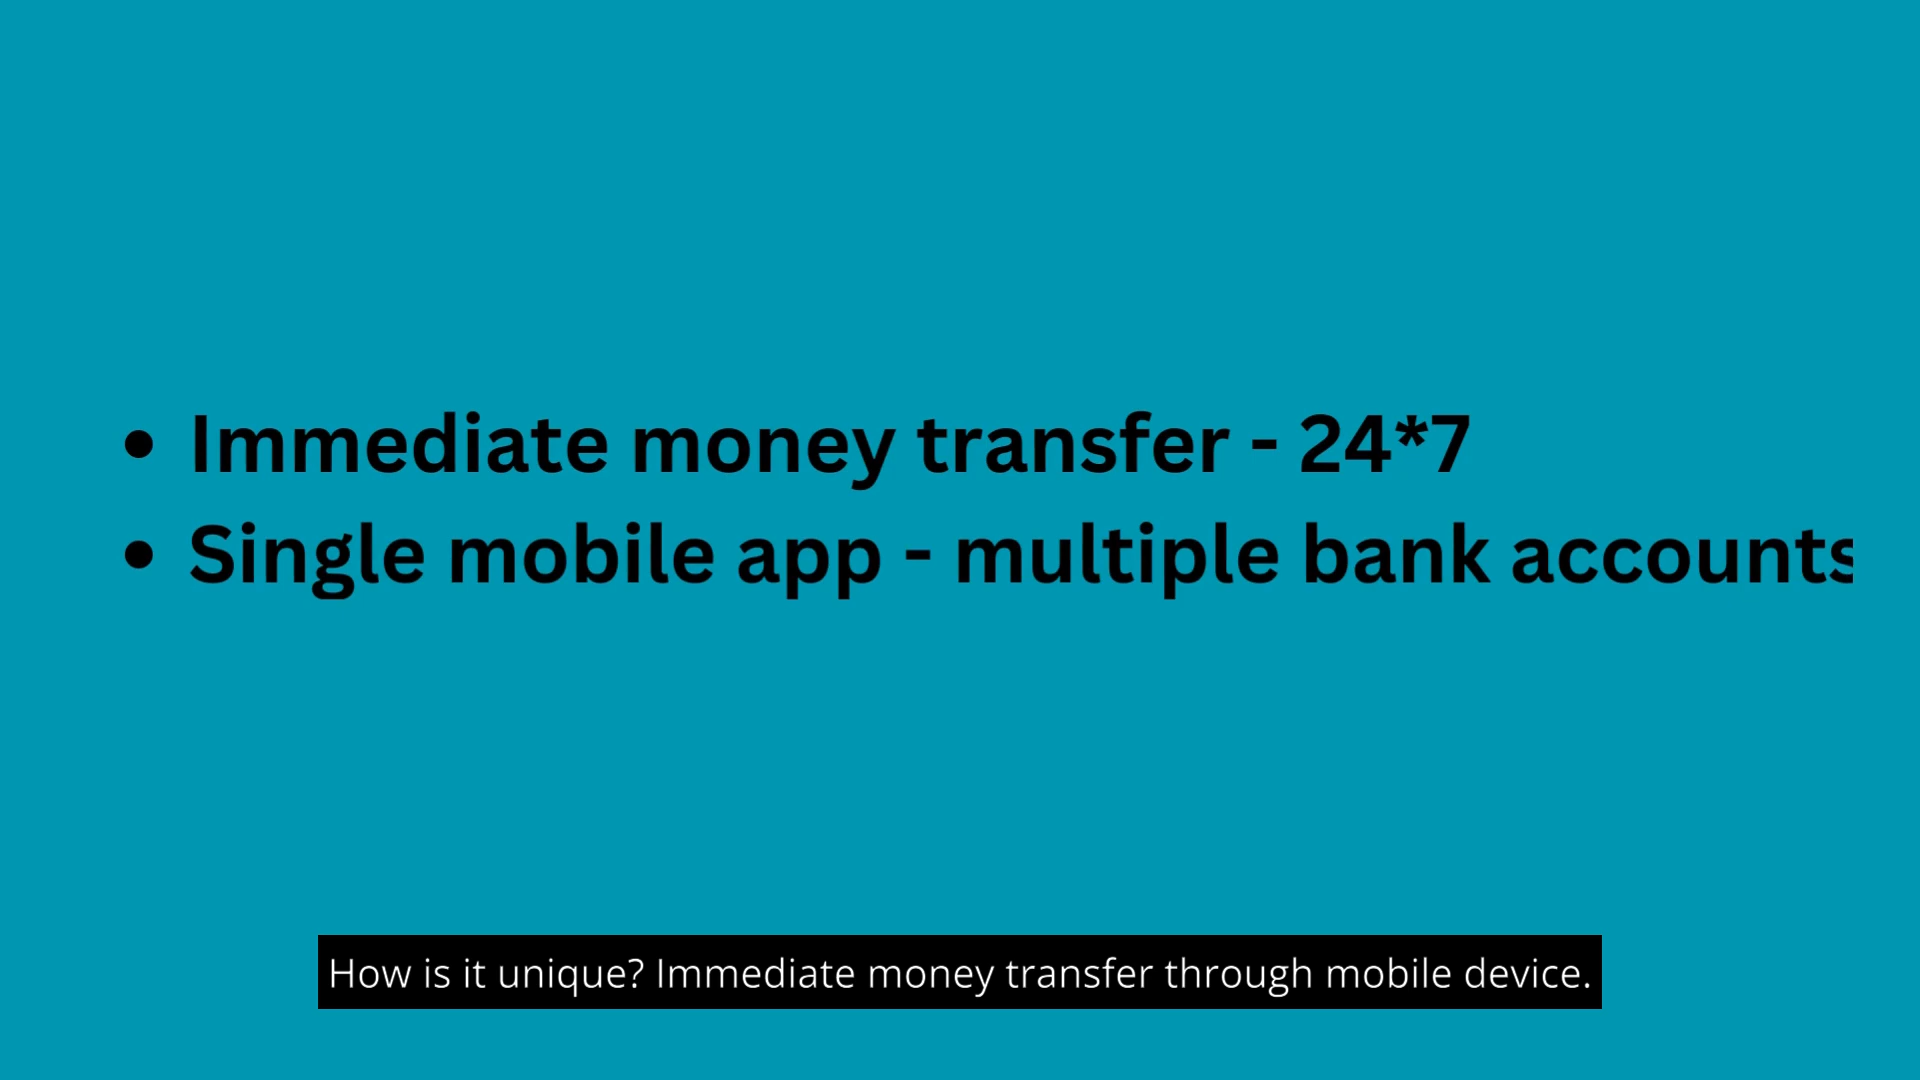 • Immediate money transfer - 24*7
• Single mobile app - multiple bank accounts
How is it unique? Immediate money transfer through mobile device.